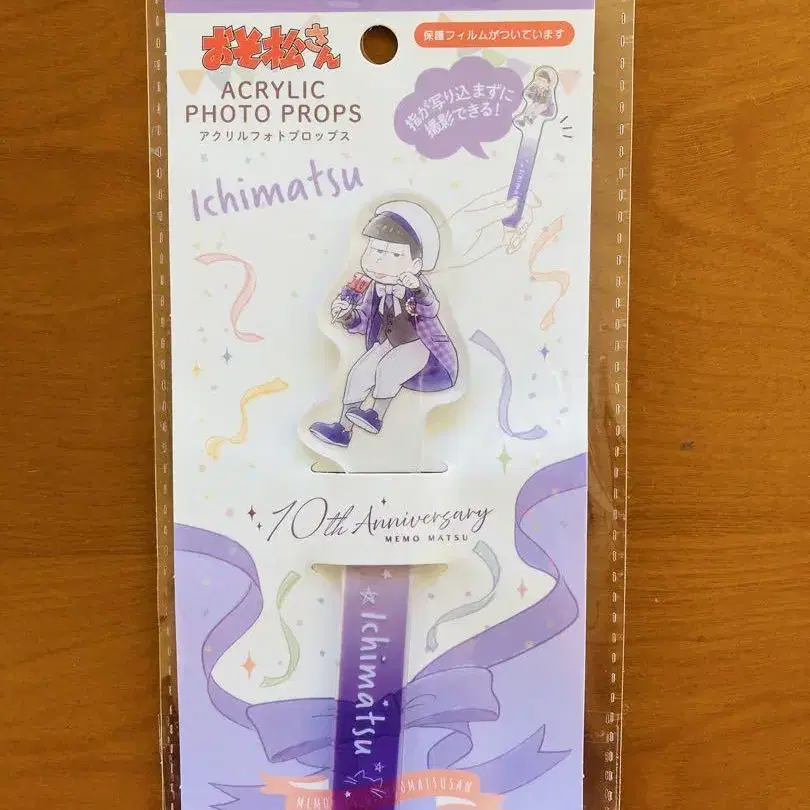 おそ松さん
保護フィルムがついています
ACRYLIC
PHOTO PROPS
アクリルフォトプロップス
指が写り込まずに
撮影できる!
Ichimatsu
10th Anniversary
MEMO MATSU
Ichimatsu
MEMO
OMATSUSAN